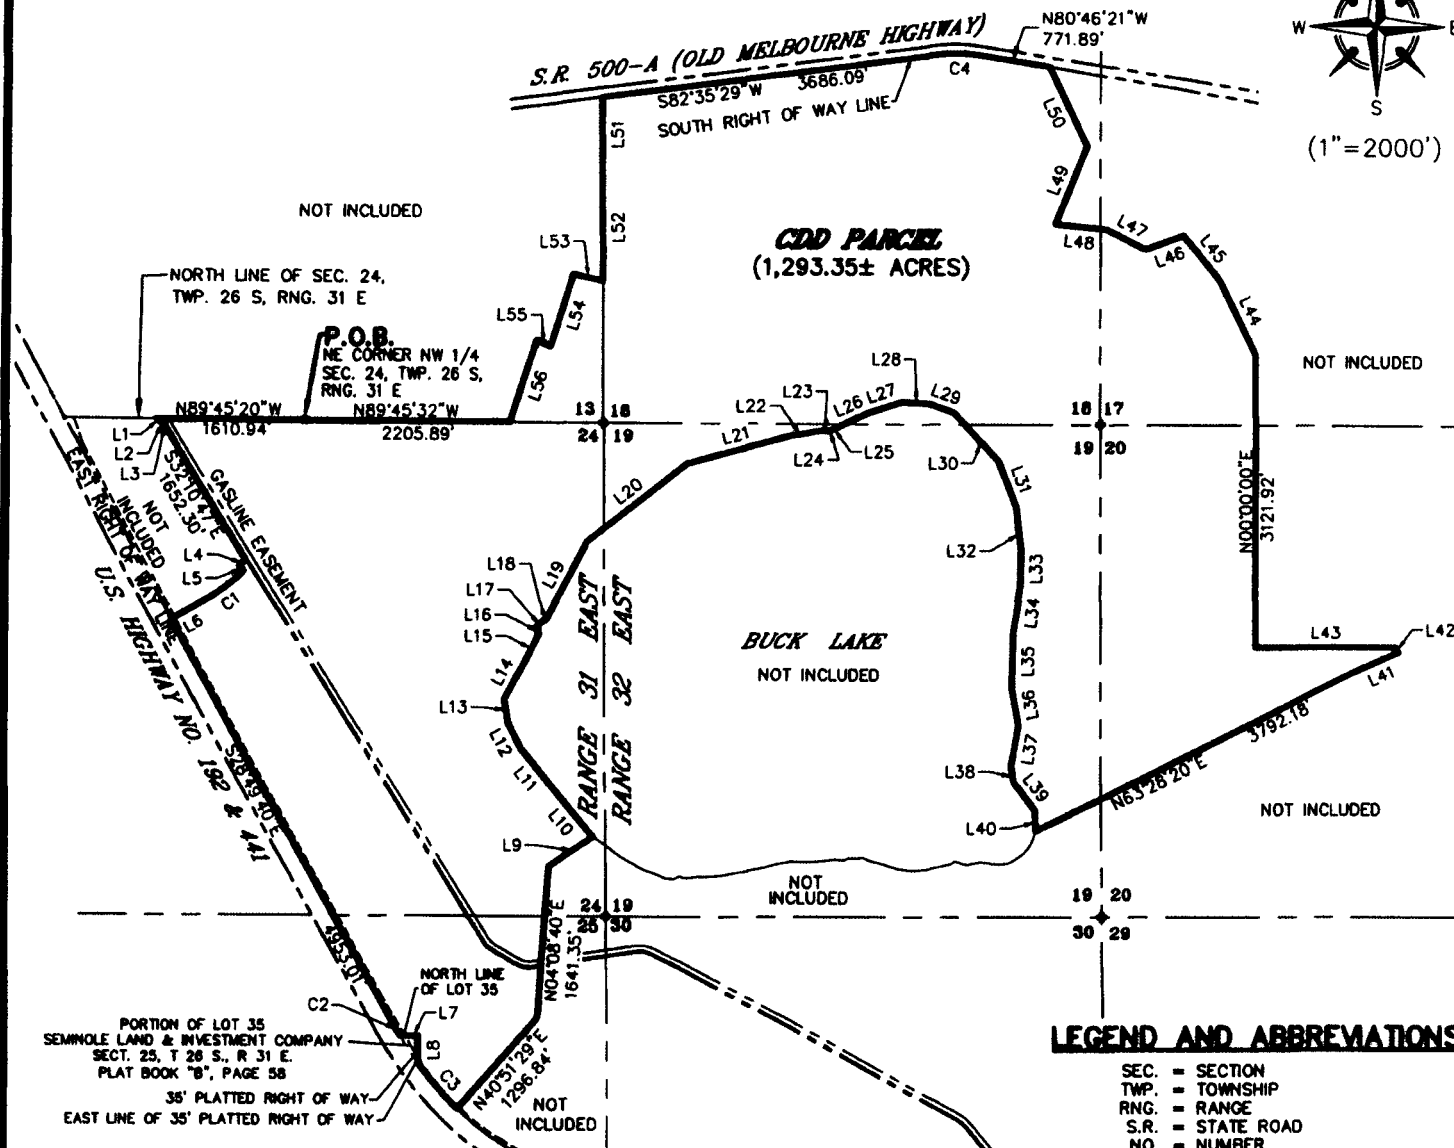 S.R. 500-A (OLD MELBOURNE HIGHWAY)
N80°46'21"W
771.89'
W
E
S
(1"=2000')
S82°35'29"W 3686.09'
SOUTH RIGHT OF WAY LINE
C4
L51
L50
L49
L52
NOT INCLUDED
L53
CDD PARCEL
(1,293.35± ACRES)
L48
L47
L46
L45
L44
NORTH LINE OF SEC. 24,
TWP. 26 S, RNG. 31 E
L54
L55
L56
P.O.B.
NE CORNER NW 1/4
SEC. 24, TWP. 26 S,
RNG. 31 E
N89°45'20"W
1610.94'
N89°45'32"W
2205.89'
NOT INCLUDED
13 18
24 19
18 17
19 20
L1
L2
L3
S32°10'47"E
1652.30'
GASLINE EASEMENT
NOT
INCLUDED
EAST RIGHT OF WAY LINE
L4
L5
C1
L6
U.S. HIGHWAY NO. 192 & 441
L28
L23
L26
L27
L29
L22
L21
L24
L25
L30
L20
L31
L32
L33
L34
L35
L36
L37
L38
L39
L40
L19
L18
L17
L16
L15
L14
L13
L12
L11
L10
L9
RANGE 31 EAST
RANGE 32 EAST
BUCK LAKE
NOT INCLUDED
N00°00'00"E
3121.92'
L43
L42
L41
N63°28'20"E
3792.18'
NOT INCLUDED
NOT
INCLUDED
S28°49'40"E
4953.01'
24 19
25 30
19 20
30 29
N04°08'40"E
1641.35'
NORTH LINE
OF LOT 35
C2
L7
L8
C3
PORTION OF LOT 35
SEMINOLE LAND & INVESTMENT COMPANY
SECT. 25, T 26 S., R 31 E.
PLAT BOOK "B", PAGE 58
35' PLATTED RIGHT OF WAY
EAST LINE OF 35' PLATTED RIGHT OF WAY
N40°51'29"E
1296.84'
NOT
INCLUDED
LEGEND AND ABBREVIATIONS
SEC. = SECTION
TWP. = TOWNSHIP
RNG. = RANGE
S.R. = STATE ROAD
NO. = NUMBER